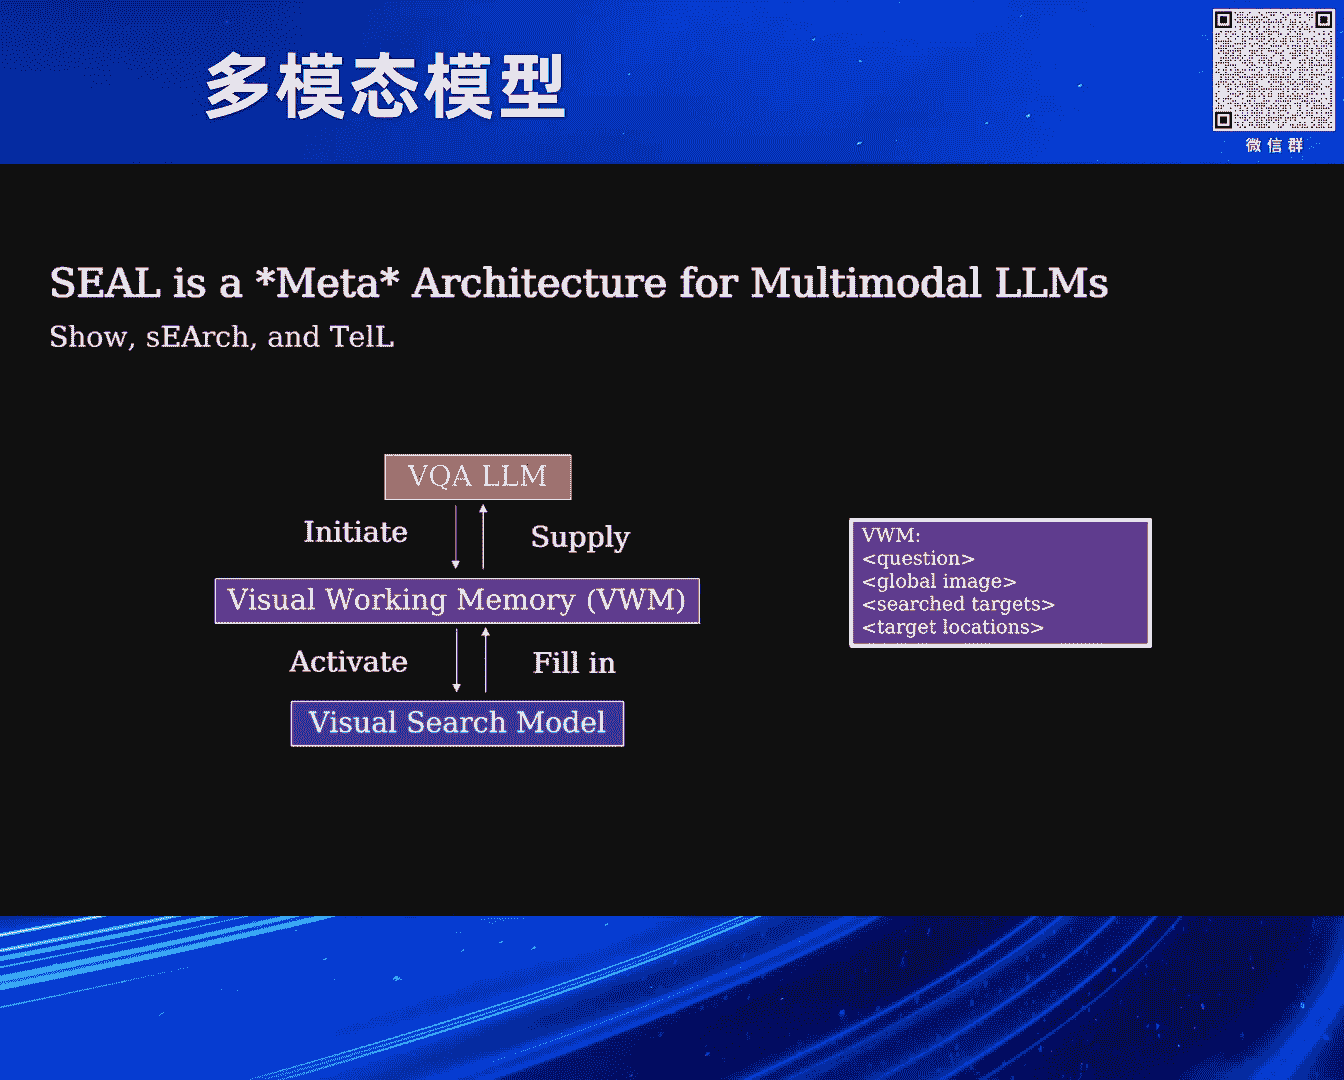 多模态模型
微信群
SEAL is a *Meta* Architecture for Multimodal LLMs
Show, sEArch, and TelL
VQA LLM
Initiate
Supply
Visual Working Memory (VWM)
Activate
Fill in
Visual Search Model
VWM:
<question>
<global image>
<searched targets>
<target locations>